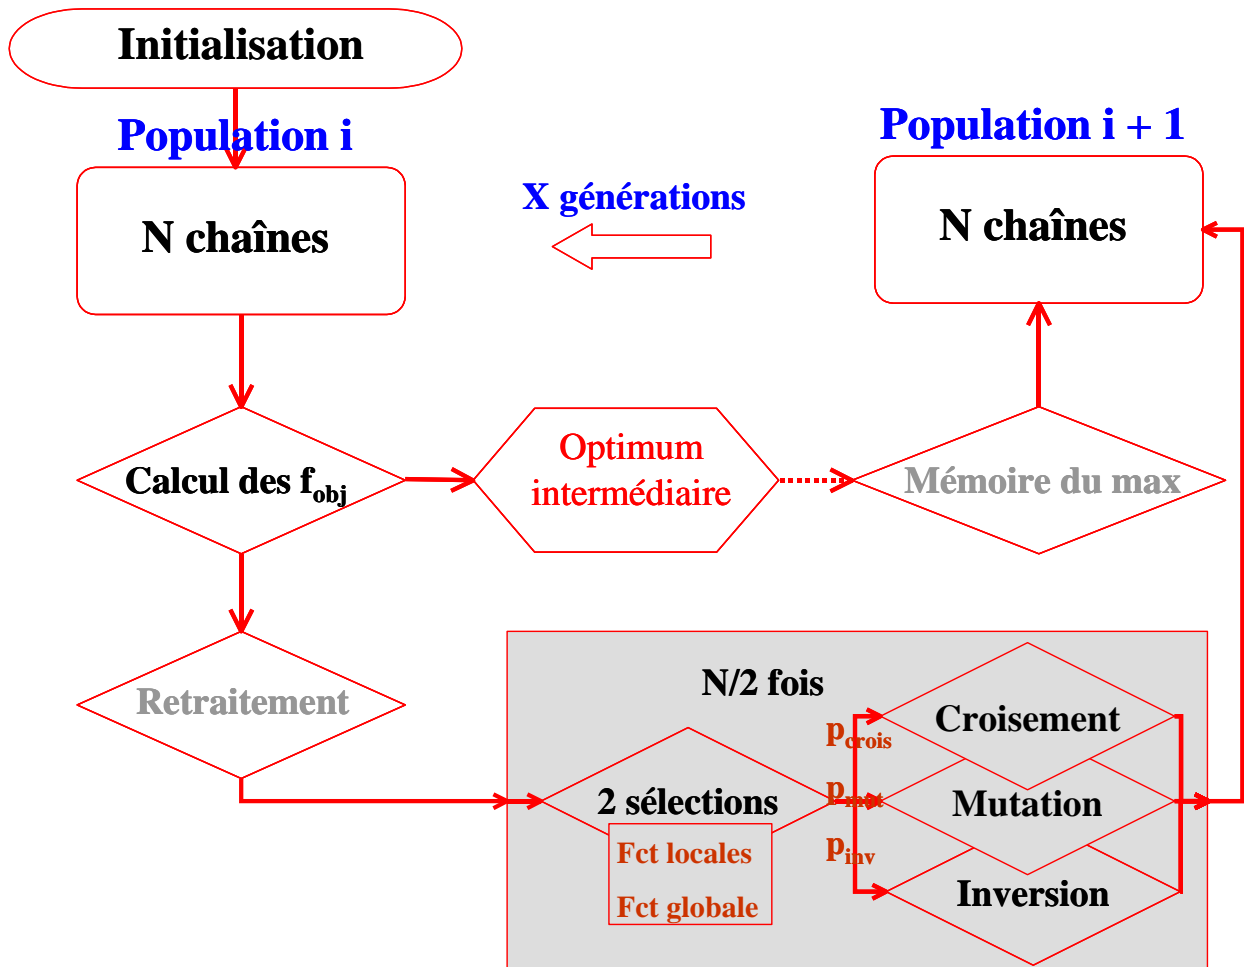 Initialisation
Population i
Population i + 1
X générations
N chaînes
N chaînes
Calcul des fobj
Optimum
intermédiaire
Mémoire du max
Retraitement
N/2 fois
pcrois
Croisement
2 sélections
pmut
Mutation
Fct locales
pinv
Fct globale
Inversion